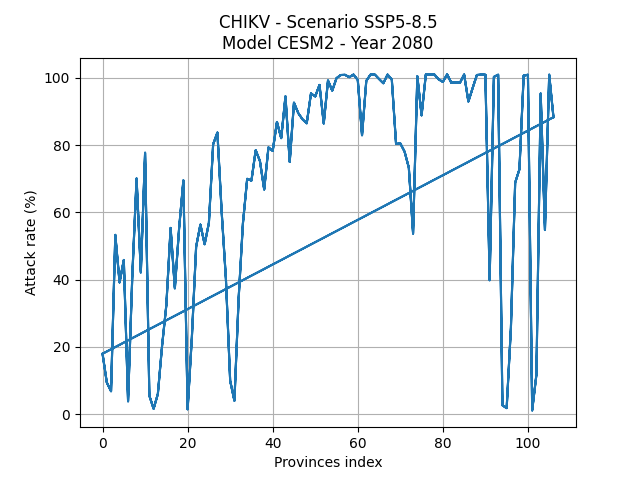 CHIKV - Scenario SSP5-8.5
Model CESM2 - Year 2080
100
80
60
40
20
0
Attack rate (%)
0 20 40 60 80 100
Provinces index